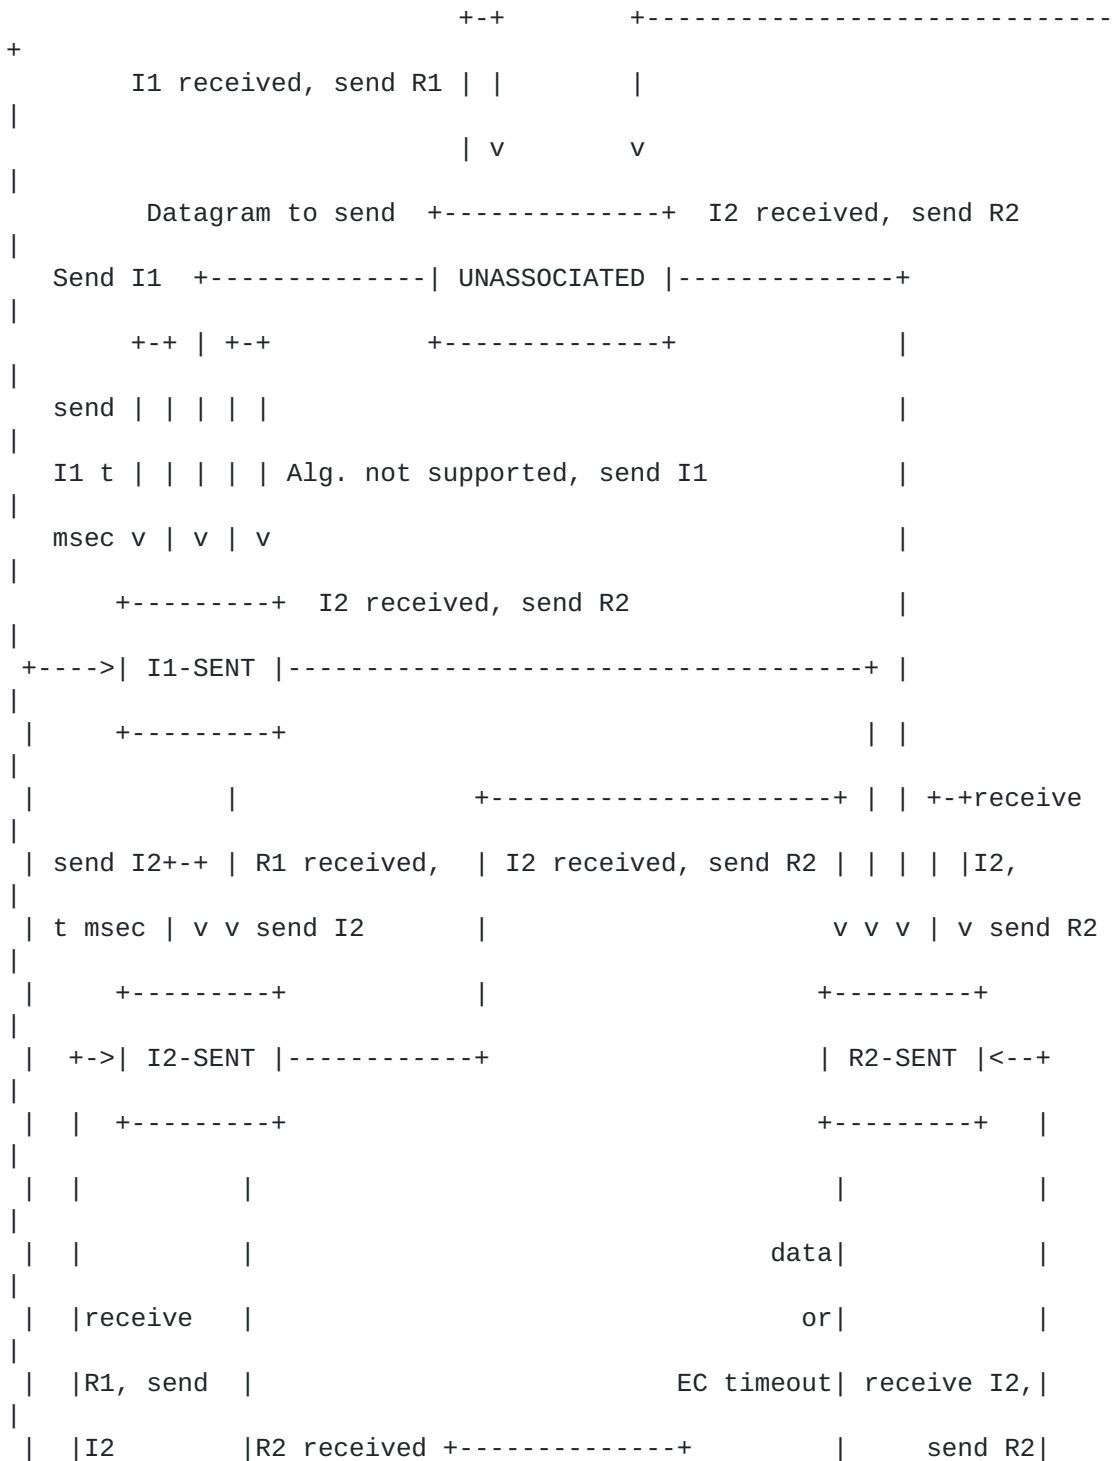 +-+        +------------------------------
+
        I1 received, send R1 | |        |
|
                             | v        v
|
         Datagram to send  +--------------+  I2 received, send R2
|
   Send I1  +--------------| UNASSOCIATED |--------------+
|
        +-+ | +-+          +--------------+              |
|
   send | | | | |                                        |
|
   I1 t | | | | | Alg. not supported, send I1            |
|
   msec v | v | v                                        |
|
       +---------+  I2 received, send R2                 |
|
 +---->| I1-SENT |-------------------------------------+ |
|
 |     +---------+                                     | |
|
 |            |               +----------------------+ | | +-+receive
|
 | send I2+-+ | R1 received,  | I2 received, send R2 | | | | |I2,
|
 | t msec | v v send I2       |                      v v v | v send R2
|
 |     +---------+            |                     +---------+
|
 |  +->| I2-SENT |------------+                     | R2-SENT |<--+
|
 |  |  +---------+                                  +---------+   |
|
 |  |          |                                     |            |
|
 |  |          |                                 data|            |
|
 |  |receive   |                                   or|            |
|
 |  |R1, send  |                           EC timeout| receive I2,|
|
 |  |I2        |R2 received +--------------+         |     send R2|